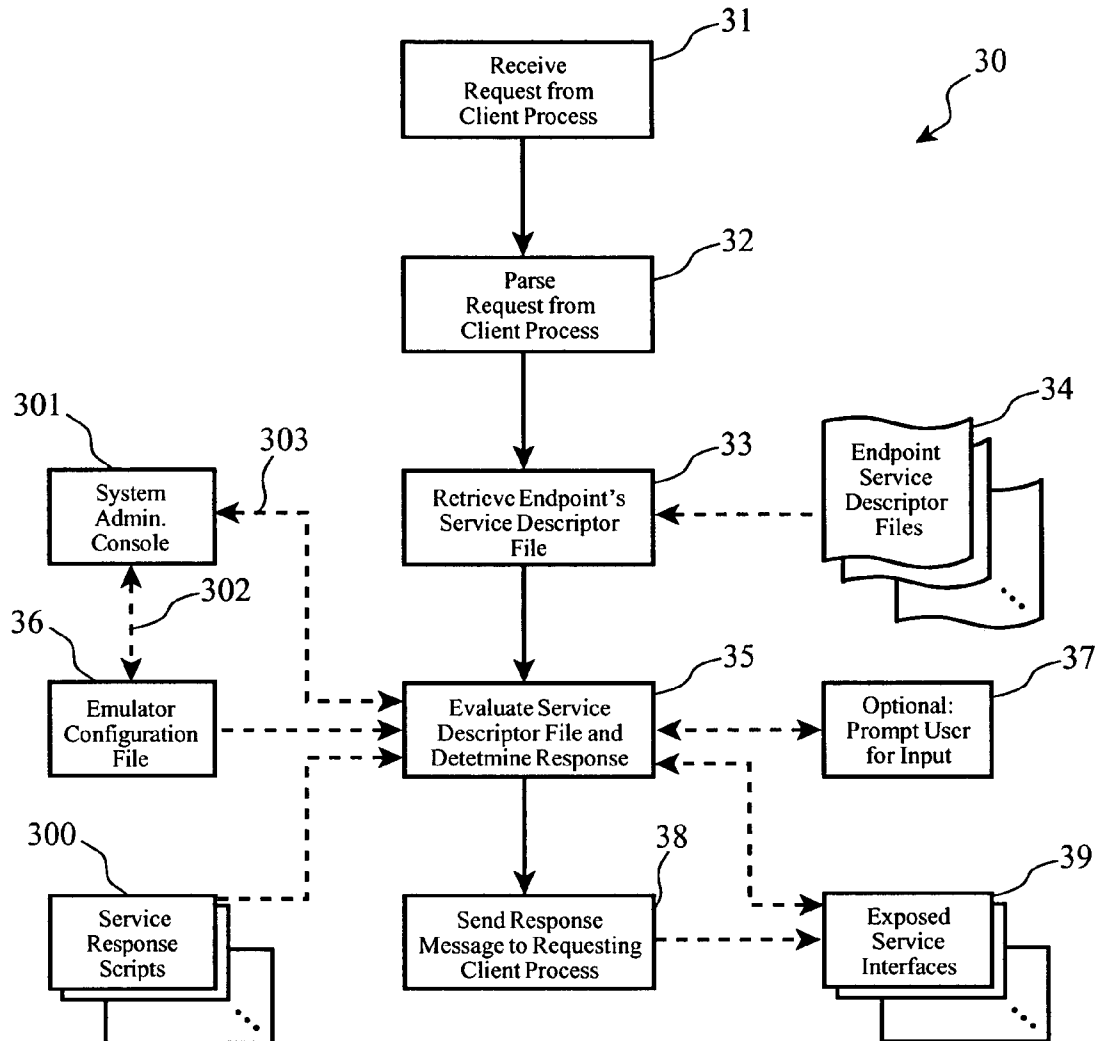 31
Receive
Request from
Client Process
30
32
Parse
Request from
Client Process
301
System
Admin.
Console
303
33
Retrieve Endpoint's
Service Descriptor
File
34
Endpoint
Service
Descriptor
Files
302
36
Emulator
Configuration
File
35
Evaluate Service
Descriptor File and
Detetmine Response
37
Optional:
Prompt User
for Input
300
Service
Response
Scripts
38
Send Response
Message to Requesting
Client Process
39
Exposed
Service
Interfaces